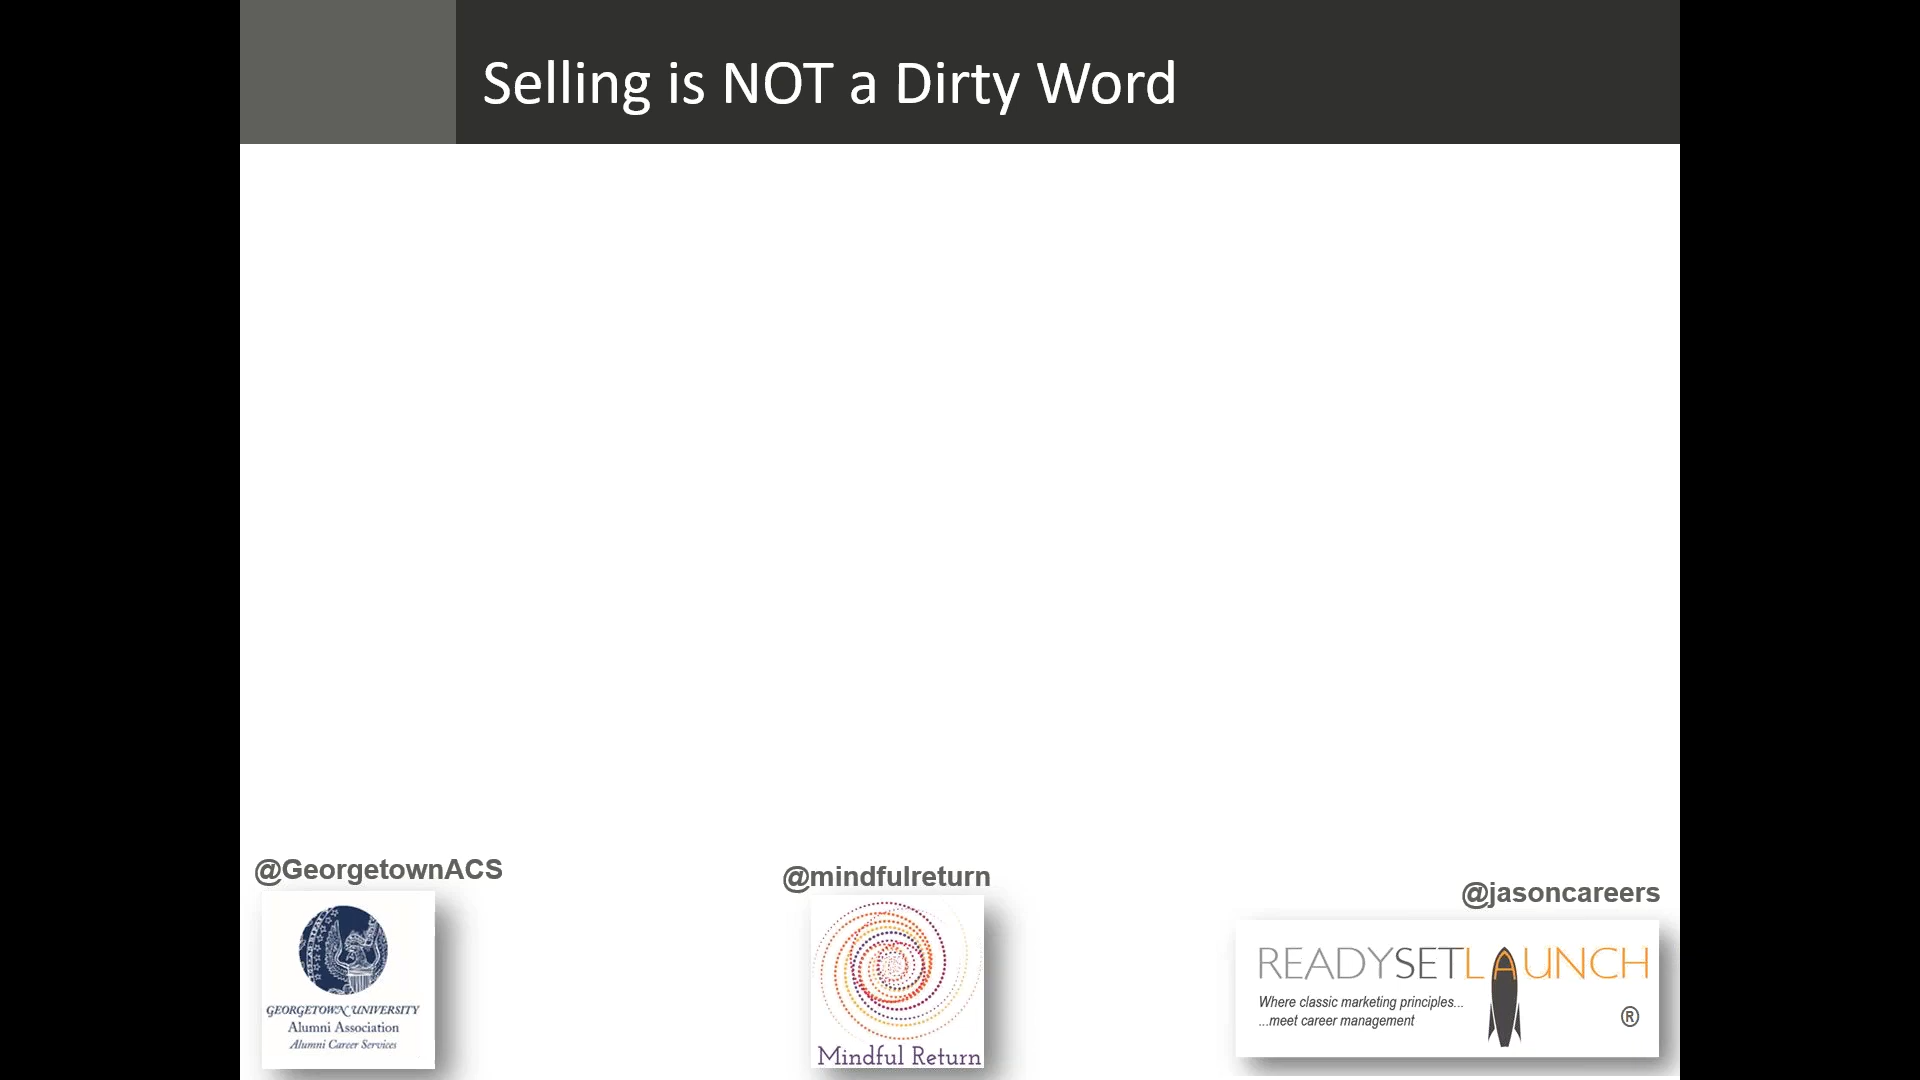 Selling is NOT a Dirty Word
@GeorgetownACS
@mindfulreturn
@jasoncareers
GEORGETOWN UNIVERSITY
Alumni Association
Alumni Career Services
Mindful Return
READYSETLAUNCH
Where classic marketing principles...
...meet career management
®